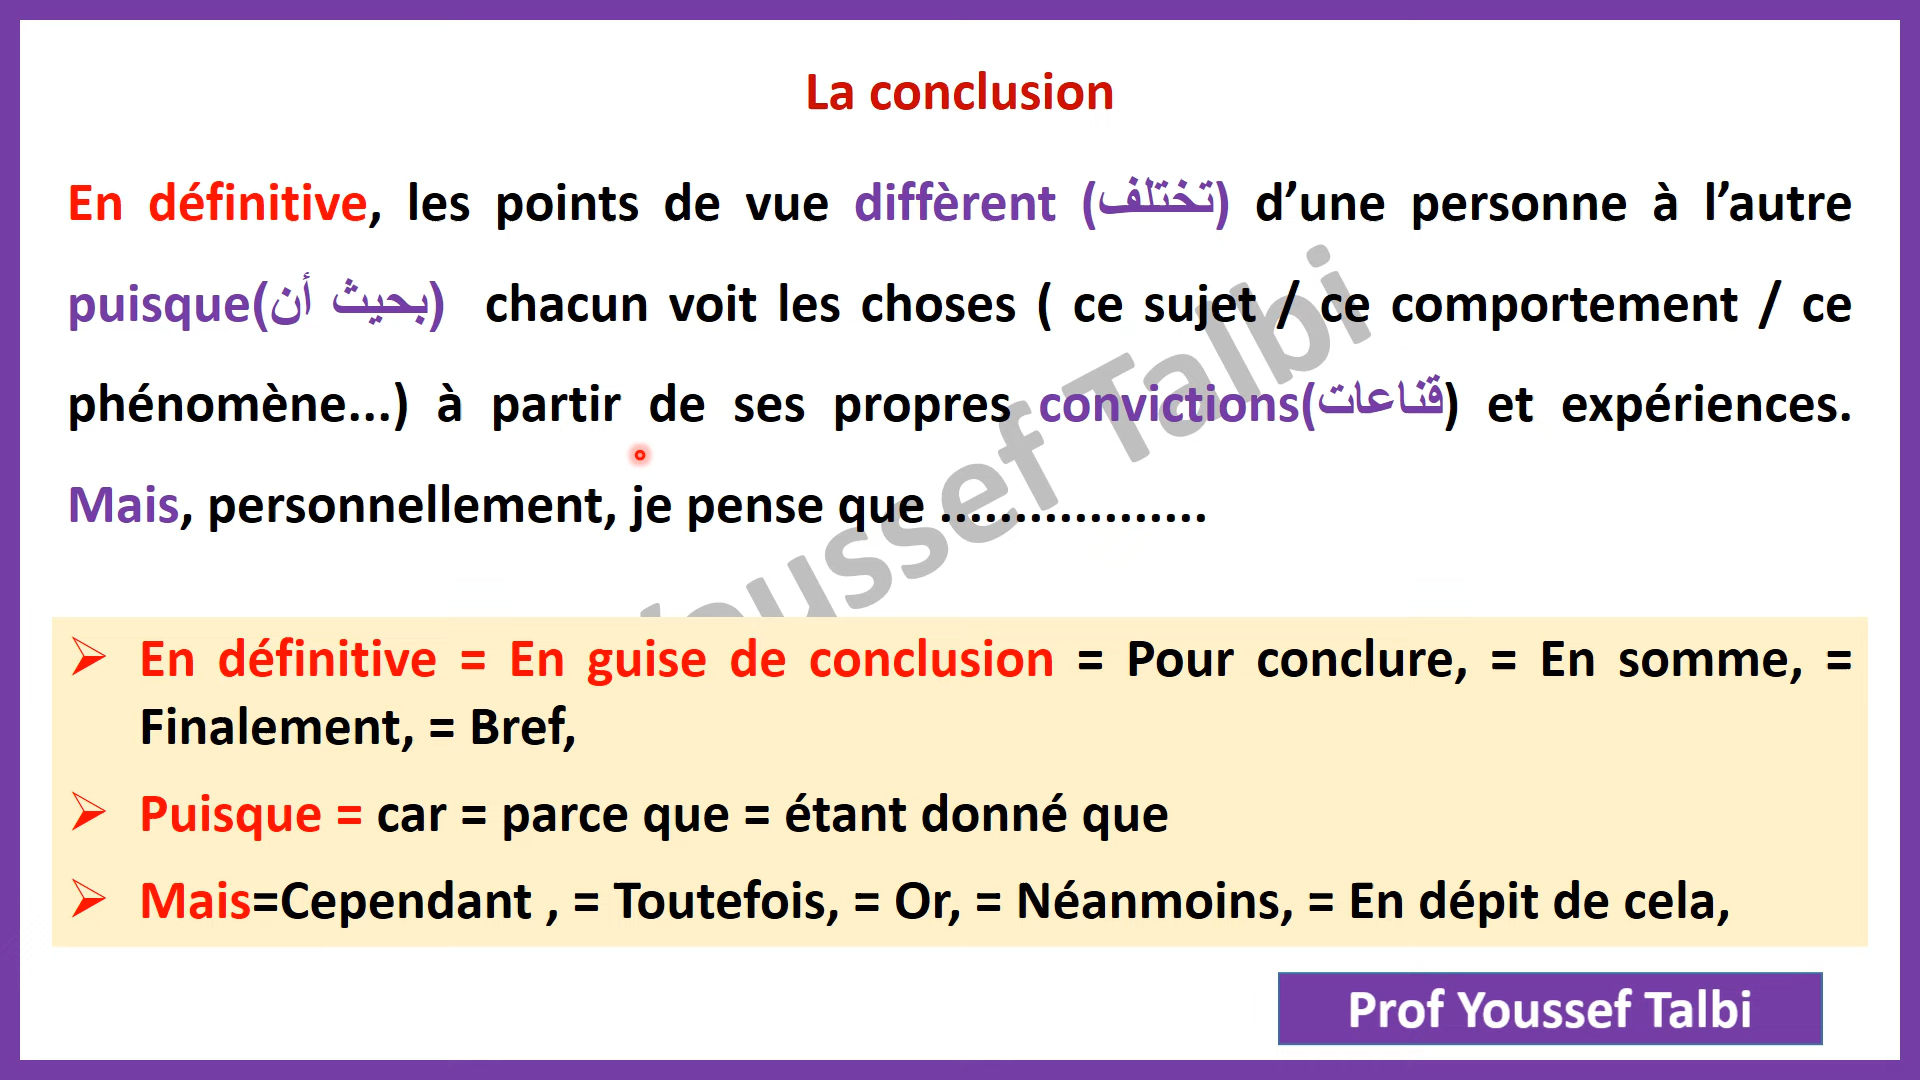 La conclusion
En définitive, les points de vue diffèrent (تختلف) d’une personne à l’autre
puisque(بحيث أن) chacun voit les choses ( ce sujet / ce comportement / ce
phénomène...) à partir de ses propres convictions(قناعات) et expériences.
Mais, personnellement, je pense que ..................
Youssef Talbi
➢ En définitive = En guise de conclusion = Pour conclure, = En somme, =
Finalement, = Bref,
➢ Puisque = car = parce que = étant donné que
➢ Mais=Cependant , = Toutefois, = Or, = Néanmoins, = En dépit de cela,
Prof Youssef Talbi